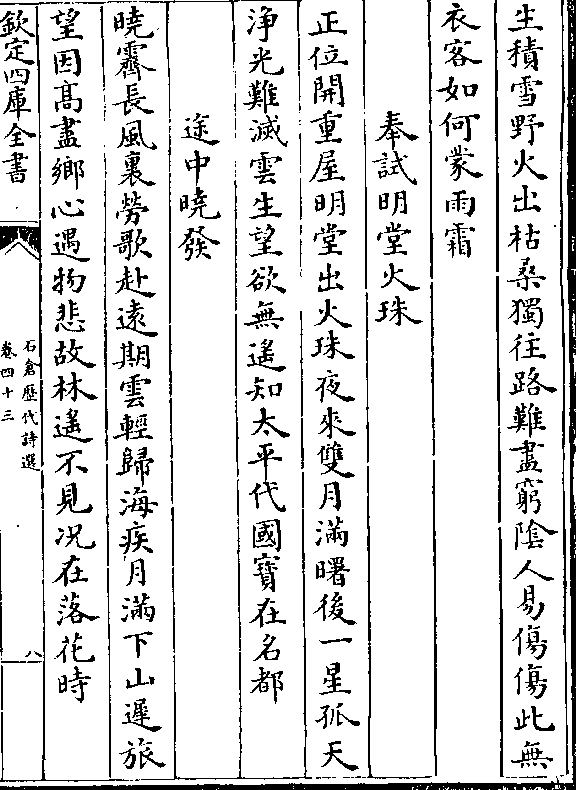 生積雪野火出枯桑獨往路難盡窮陰人易傷傷此無
衣客如何蒙雨霜
奉試明堂火珠
正位開重屋明堂出火珠夜來雙月滿曙後一星孤天
淨光難滅雲生望欲無遙知太平代國寶在名都
途中曉發
曉霽長風裏勞歌赴遠期雲輕歸海疾月滿下山遲旅
望因髙盡鄉心遇物悲故林遙不見况在落花時
欽定四庫全書
石倉歷代詩選
卷四十三
八